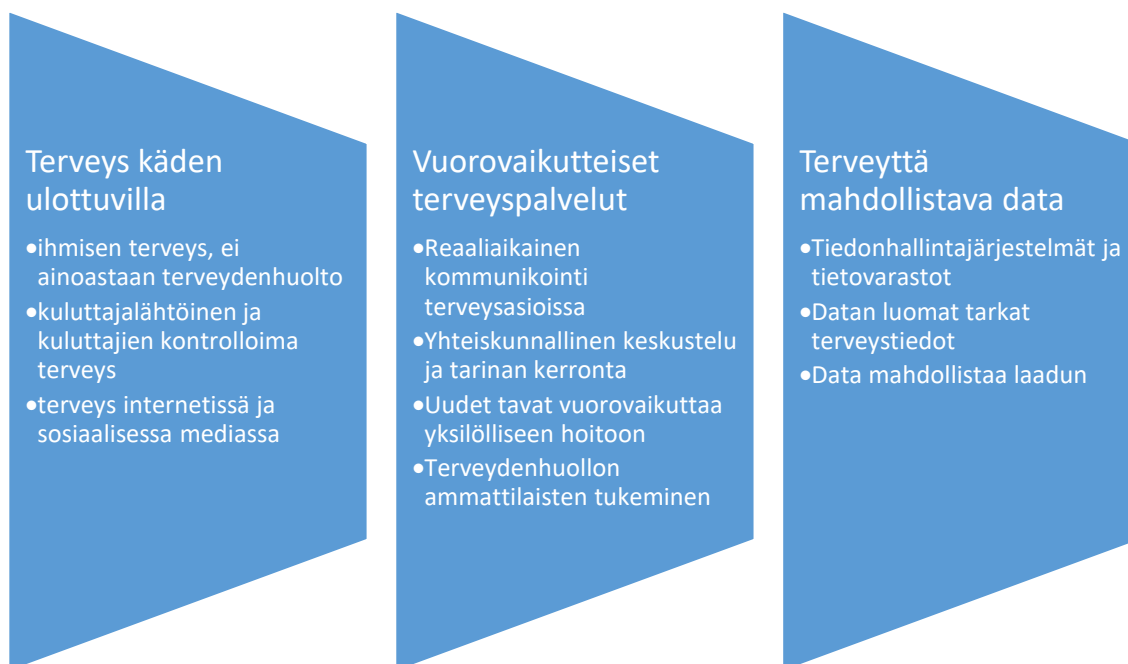 Terveys käden
ulottuvilla
•ihmisen terveys, ei
ainoastaan terveydenhuolto
•kuluttajalähtöinen ja
kuluttajien kontrolloima
terveys
•terveys internetissä ja
sosiaalisessa mediassa
Vuorovaikutteiset
terveyspalvelut
•Reaaliaikainen
kommunikointi
terveysasioissa
•Yhteiskunnallinen keskustelu
ja tarinan kerronta
•Uudet tavat vuorovaikuttaa
yksilölliseen hoitoon
•Terveydenhuollon
ammattilaisten tukeminen
Terveyttä
mahdollistava data
•Tiedonhallintajärjestelmät ja
tietovarastot
•Datan luomat tarkat
terveystiedot
•Data mahdollistaa laadun